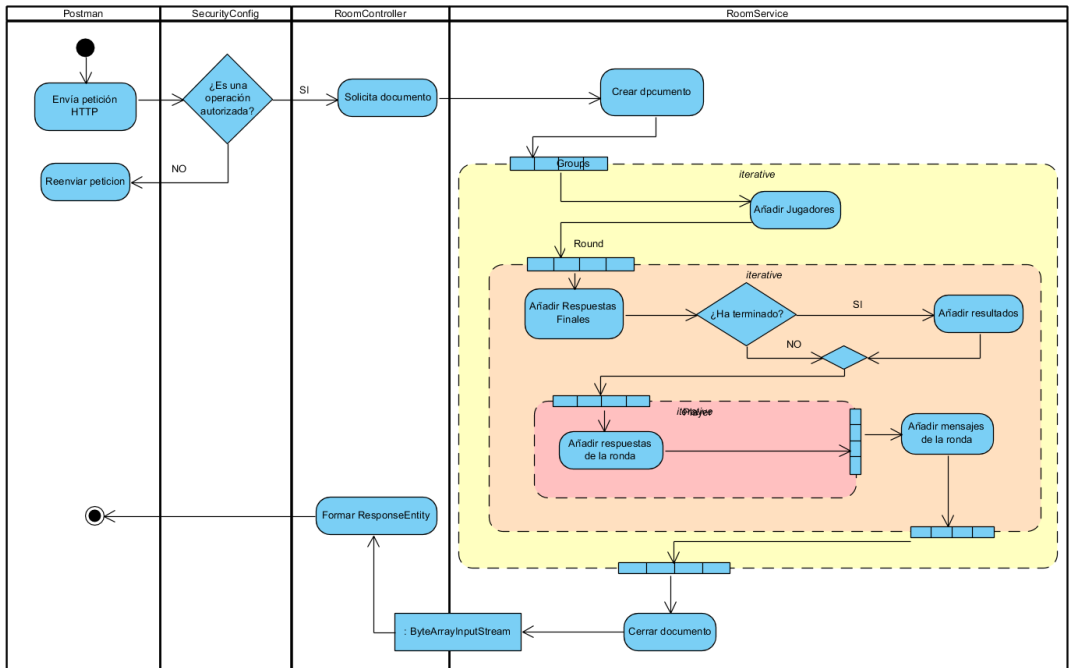 Postman
SecurityConfig
RoomController
RoomService
Envía petición
HTTP
¿Es una
operación
autorizada?
SI
Solicita documento
Crear dpcumento
NO
Reenviar peticion
Groups
iterative
Añadir Jugadores
Round
iterative
Añadir Respuestas
Finales
¿Ha terminado?
SI
Añadir resultados
NO
iterative
Player
Añadir respuestas
de la ronda
Añadir mensajes
de la ronda
Formar ResponseEntity
: ByteArrayInputStream
Cerrar documento